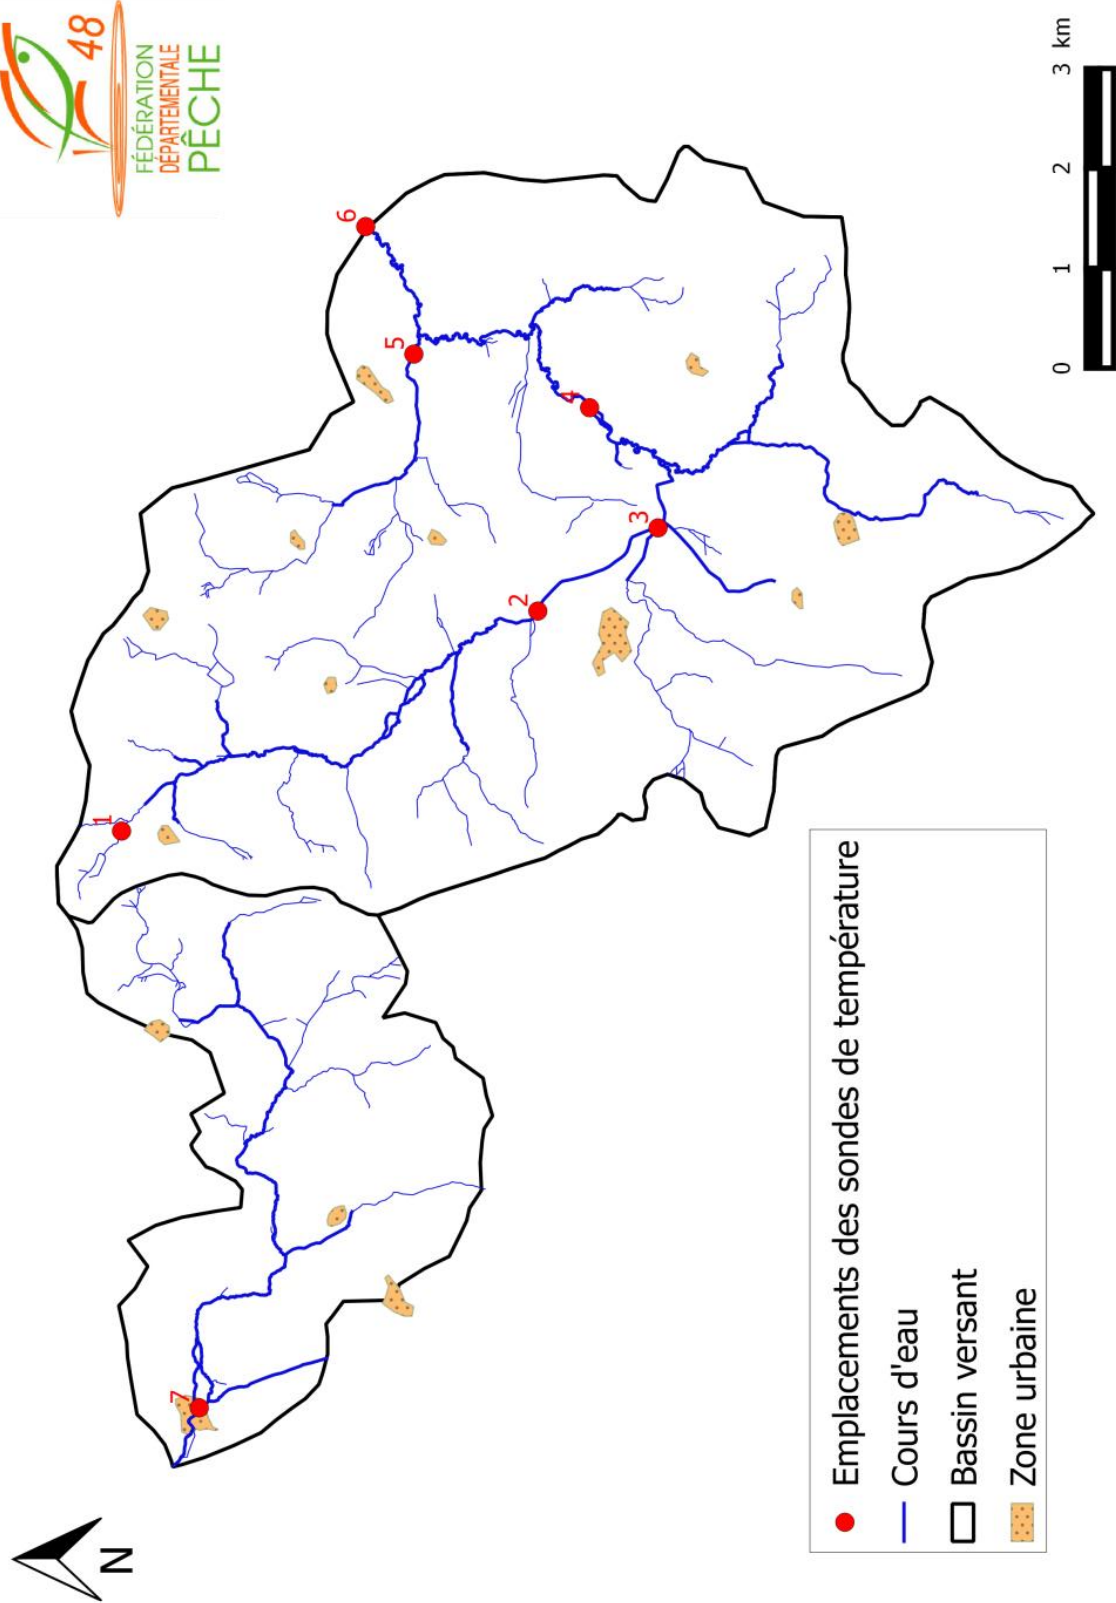 48
FÉDÉRATION
DÉPARTEMENTALE
PÊCHE
N
1
2
3
4
5
6
7
Emplacements des sondes de température
Cours d'eau
Bassin versant
Zone urbaine
0 1 2 3 km